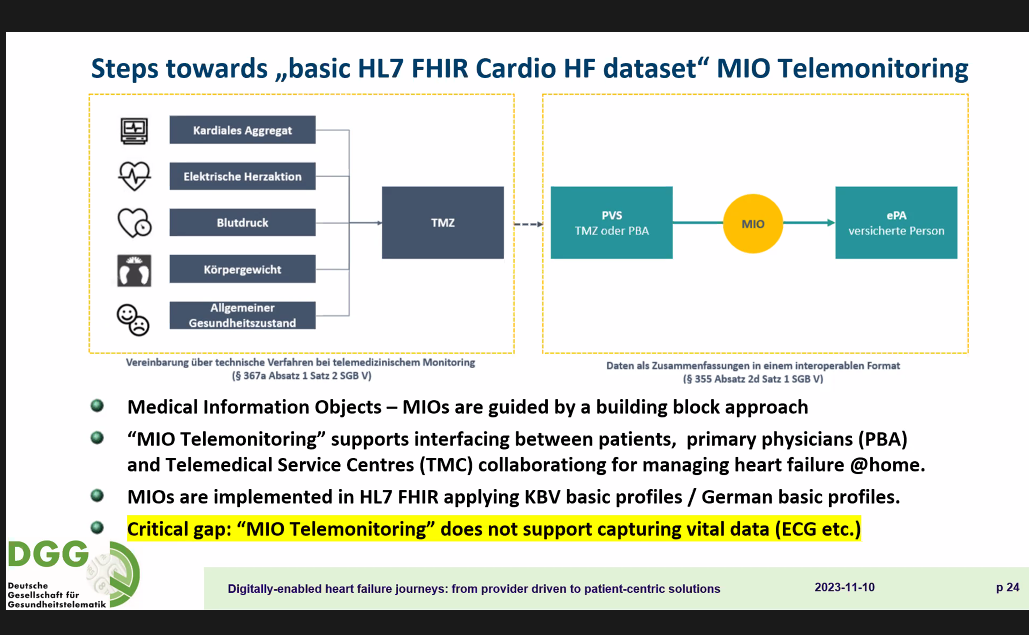 Steps towards „basic HL7 FHIR Cardio HF dataset“ MIO Telemonitoring
Kardiales Aggregat
Elektrische Herzaktion
Blutdruck
Körpergewicht
Allgemeiner
Gesundheitszustand
TMZ
PVS
TMZ oder PBA
MIO
ePA
versicherte Person
Vereinbarung über technische Verfahren bei telemedizinischem Monitoring
(§ 367a Absatz 1 Satz 2 SGB V)
Daten als Zusammenfassungen in einem interoperablen Format
(§ 355 Absatz 2d Satz 1 SGB V)
Medical Information Objects – MIOs are guided by a building block approach
“MIO Telemonitoring” supports interfacing between patients, primary physicians (PBA)
and Telemedical Service Centres (TMC) collaborationg for managing heart failure @home.
MIOs are implemented in HL7 FHIR applying KBV basic profiles / German basic profiles.
Critical gap: “MIO Telemonitoring” does not support capturing vital data (ECG etc.)
DGG
Deutsche
Gesellschaft für
Gesundheitstelematik
Digitally-enabled heart failure journeys: from provider driven to patient-centric solutions
2023-11-10
p 24